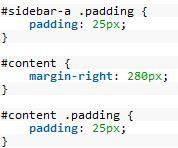 #sidebar-a .padding {
    padding: 25px;
}
#content {
    margin-right: 280px;
}
#content .padding {
    padding: 25px;
}